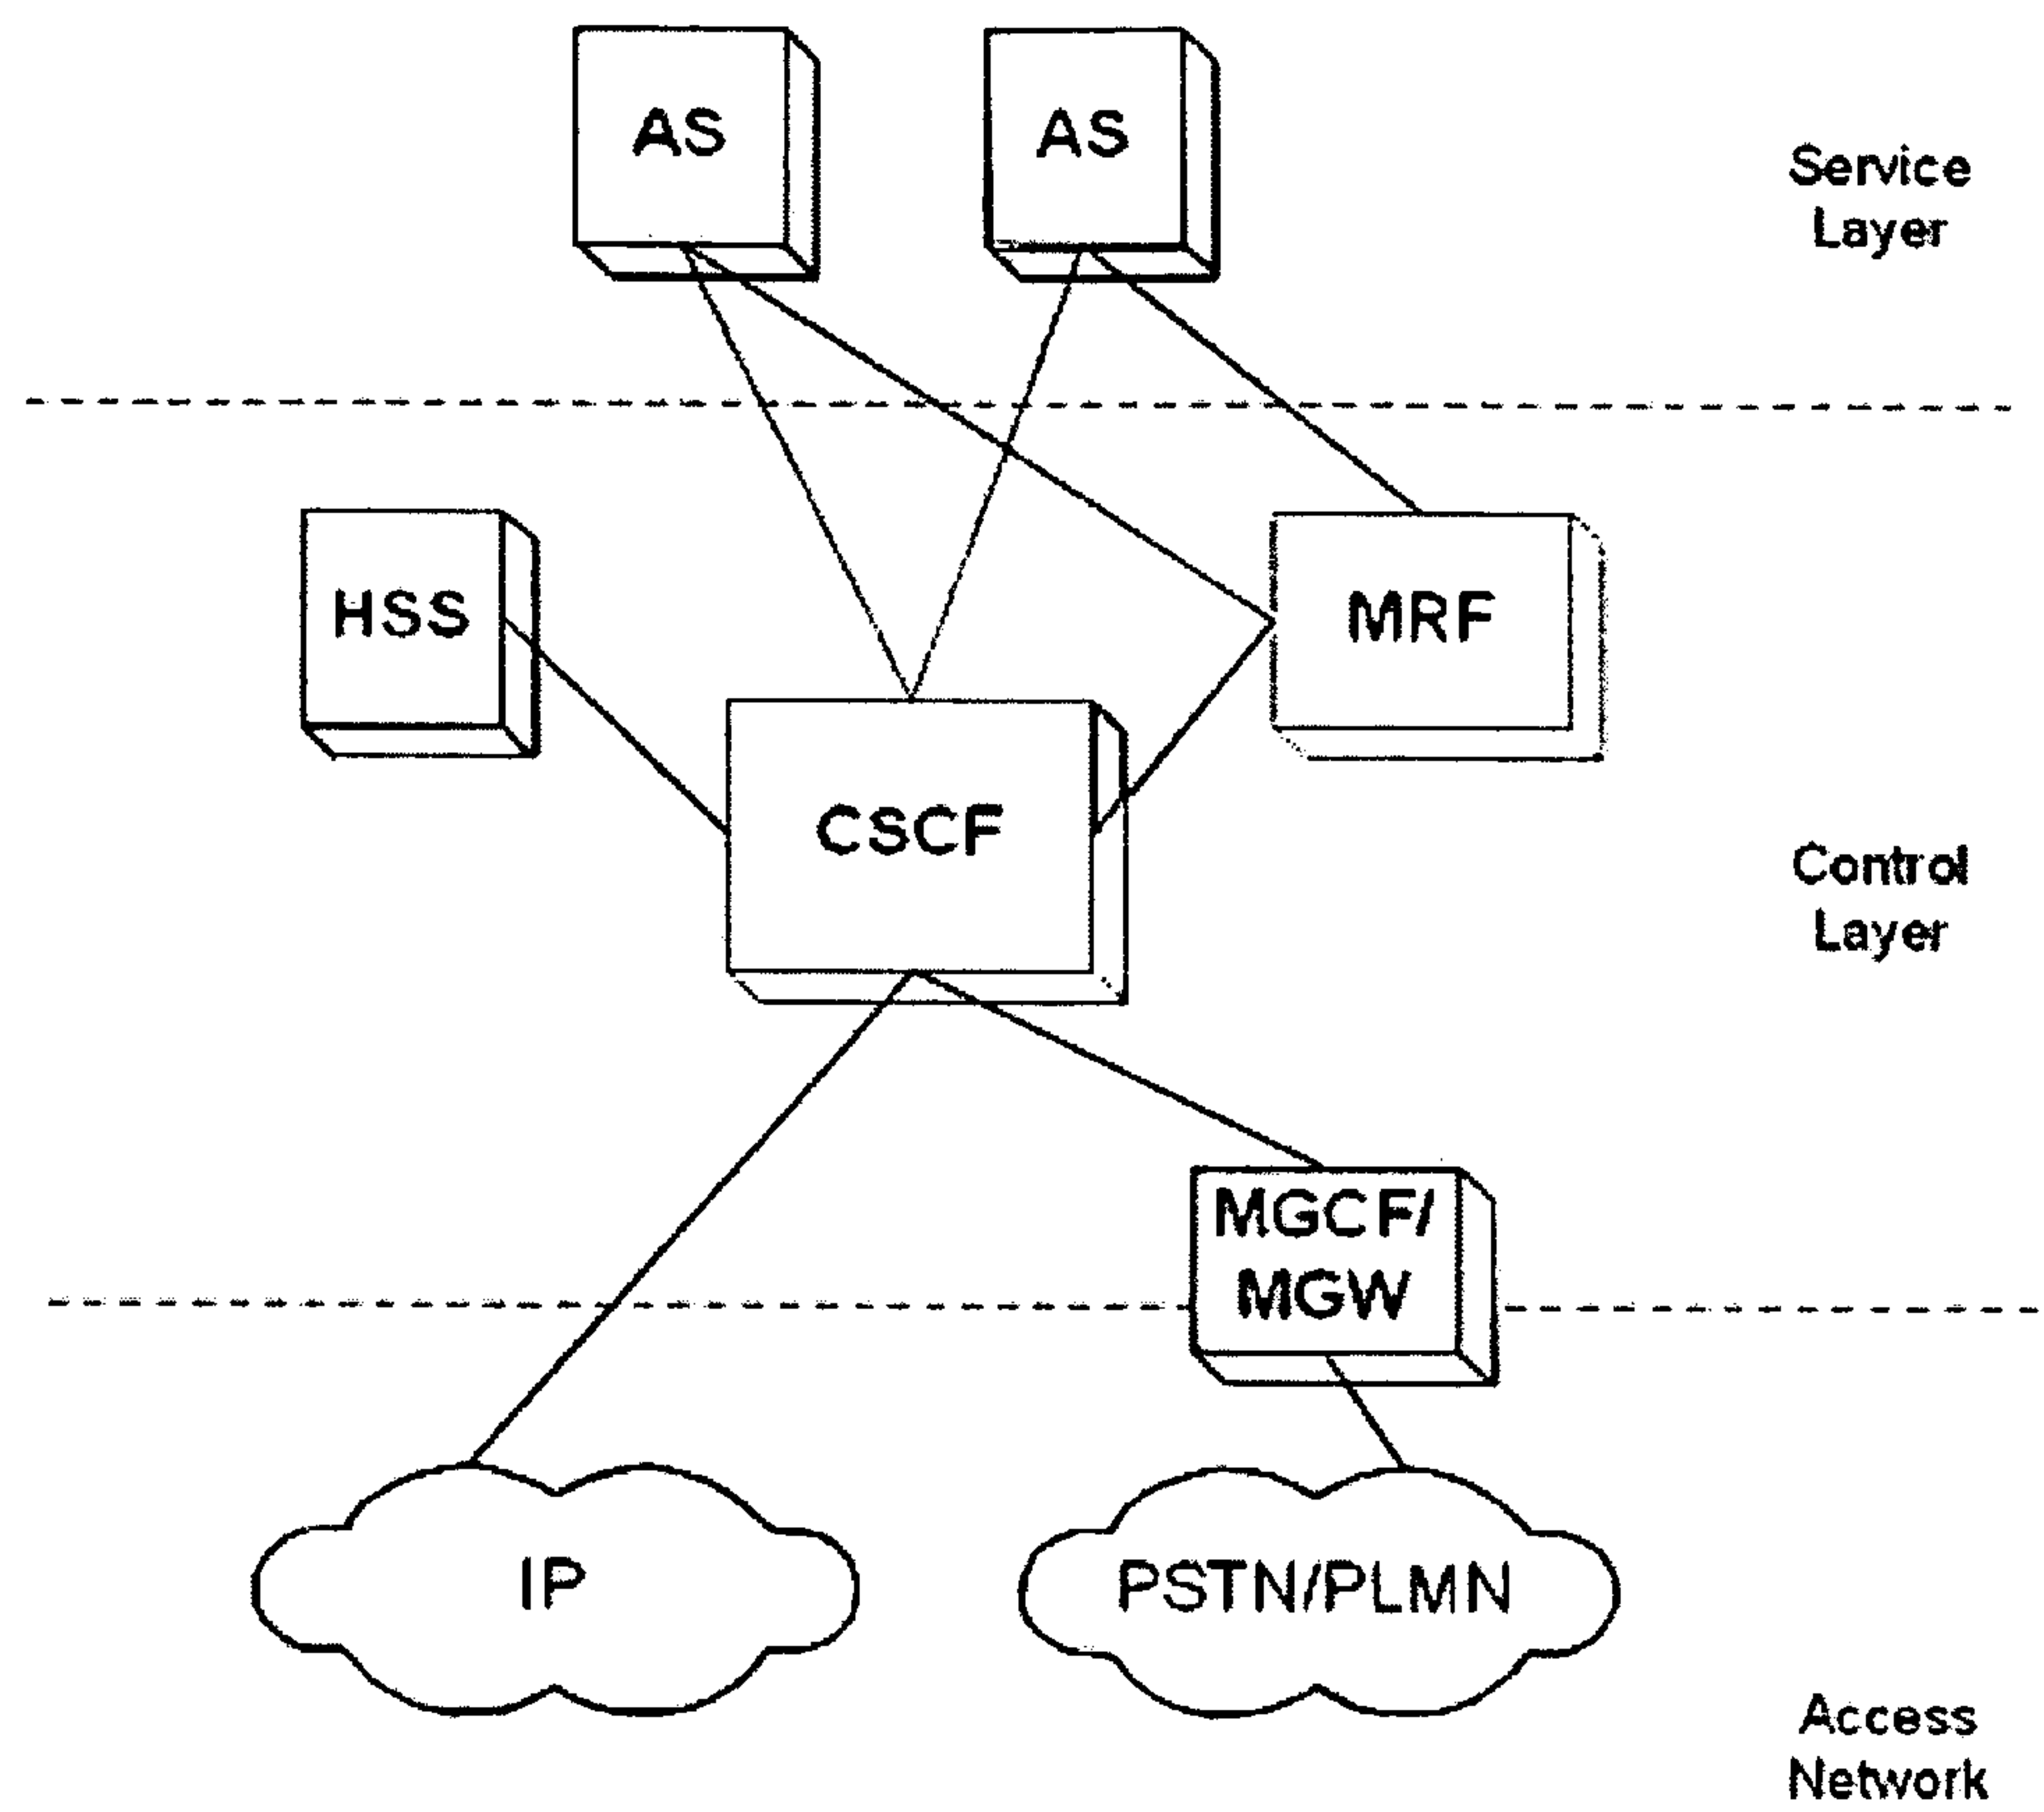 AS
AS
Service
Layer
HSS
MRF
CSCF
Control
Layer
MGCF/
MGW
IP
PSTN/PLMN
Access
Network